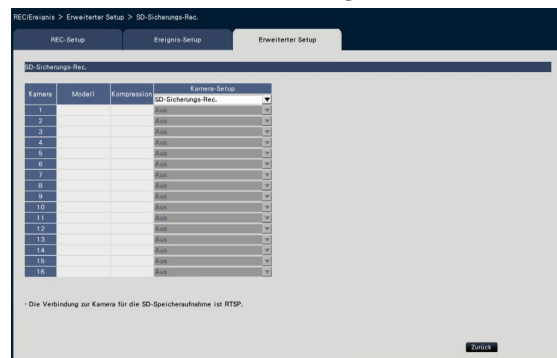 REC/Ereignis > Erweiterter Setup > SD-Sicherungs-Rec.
REC-Setup Ereignis-Setup Erweiterter Setup
SD-Sicherungs-Rec.
Kamera Modell Kompression Kamera-Setup
SD-Sicherungs-Rec.
1 Aus
2 Aus
3 Aus
4 Aus
5 Aus
6 Aus
7 Aus
8 Aus
9 Aus
10 Aus
11 Aus
12 Aus
13 Aus
14 Aus
15 Aus
16 Aus
· Die Verbindung zur Kamera für die SD-Speicheraufnahme ist RTSP.
Zurück